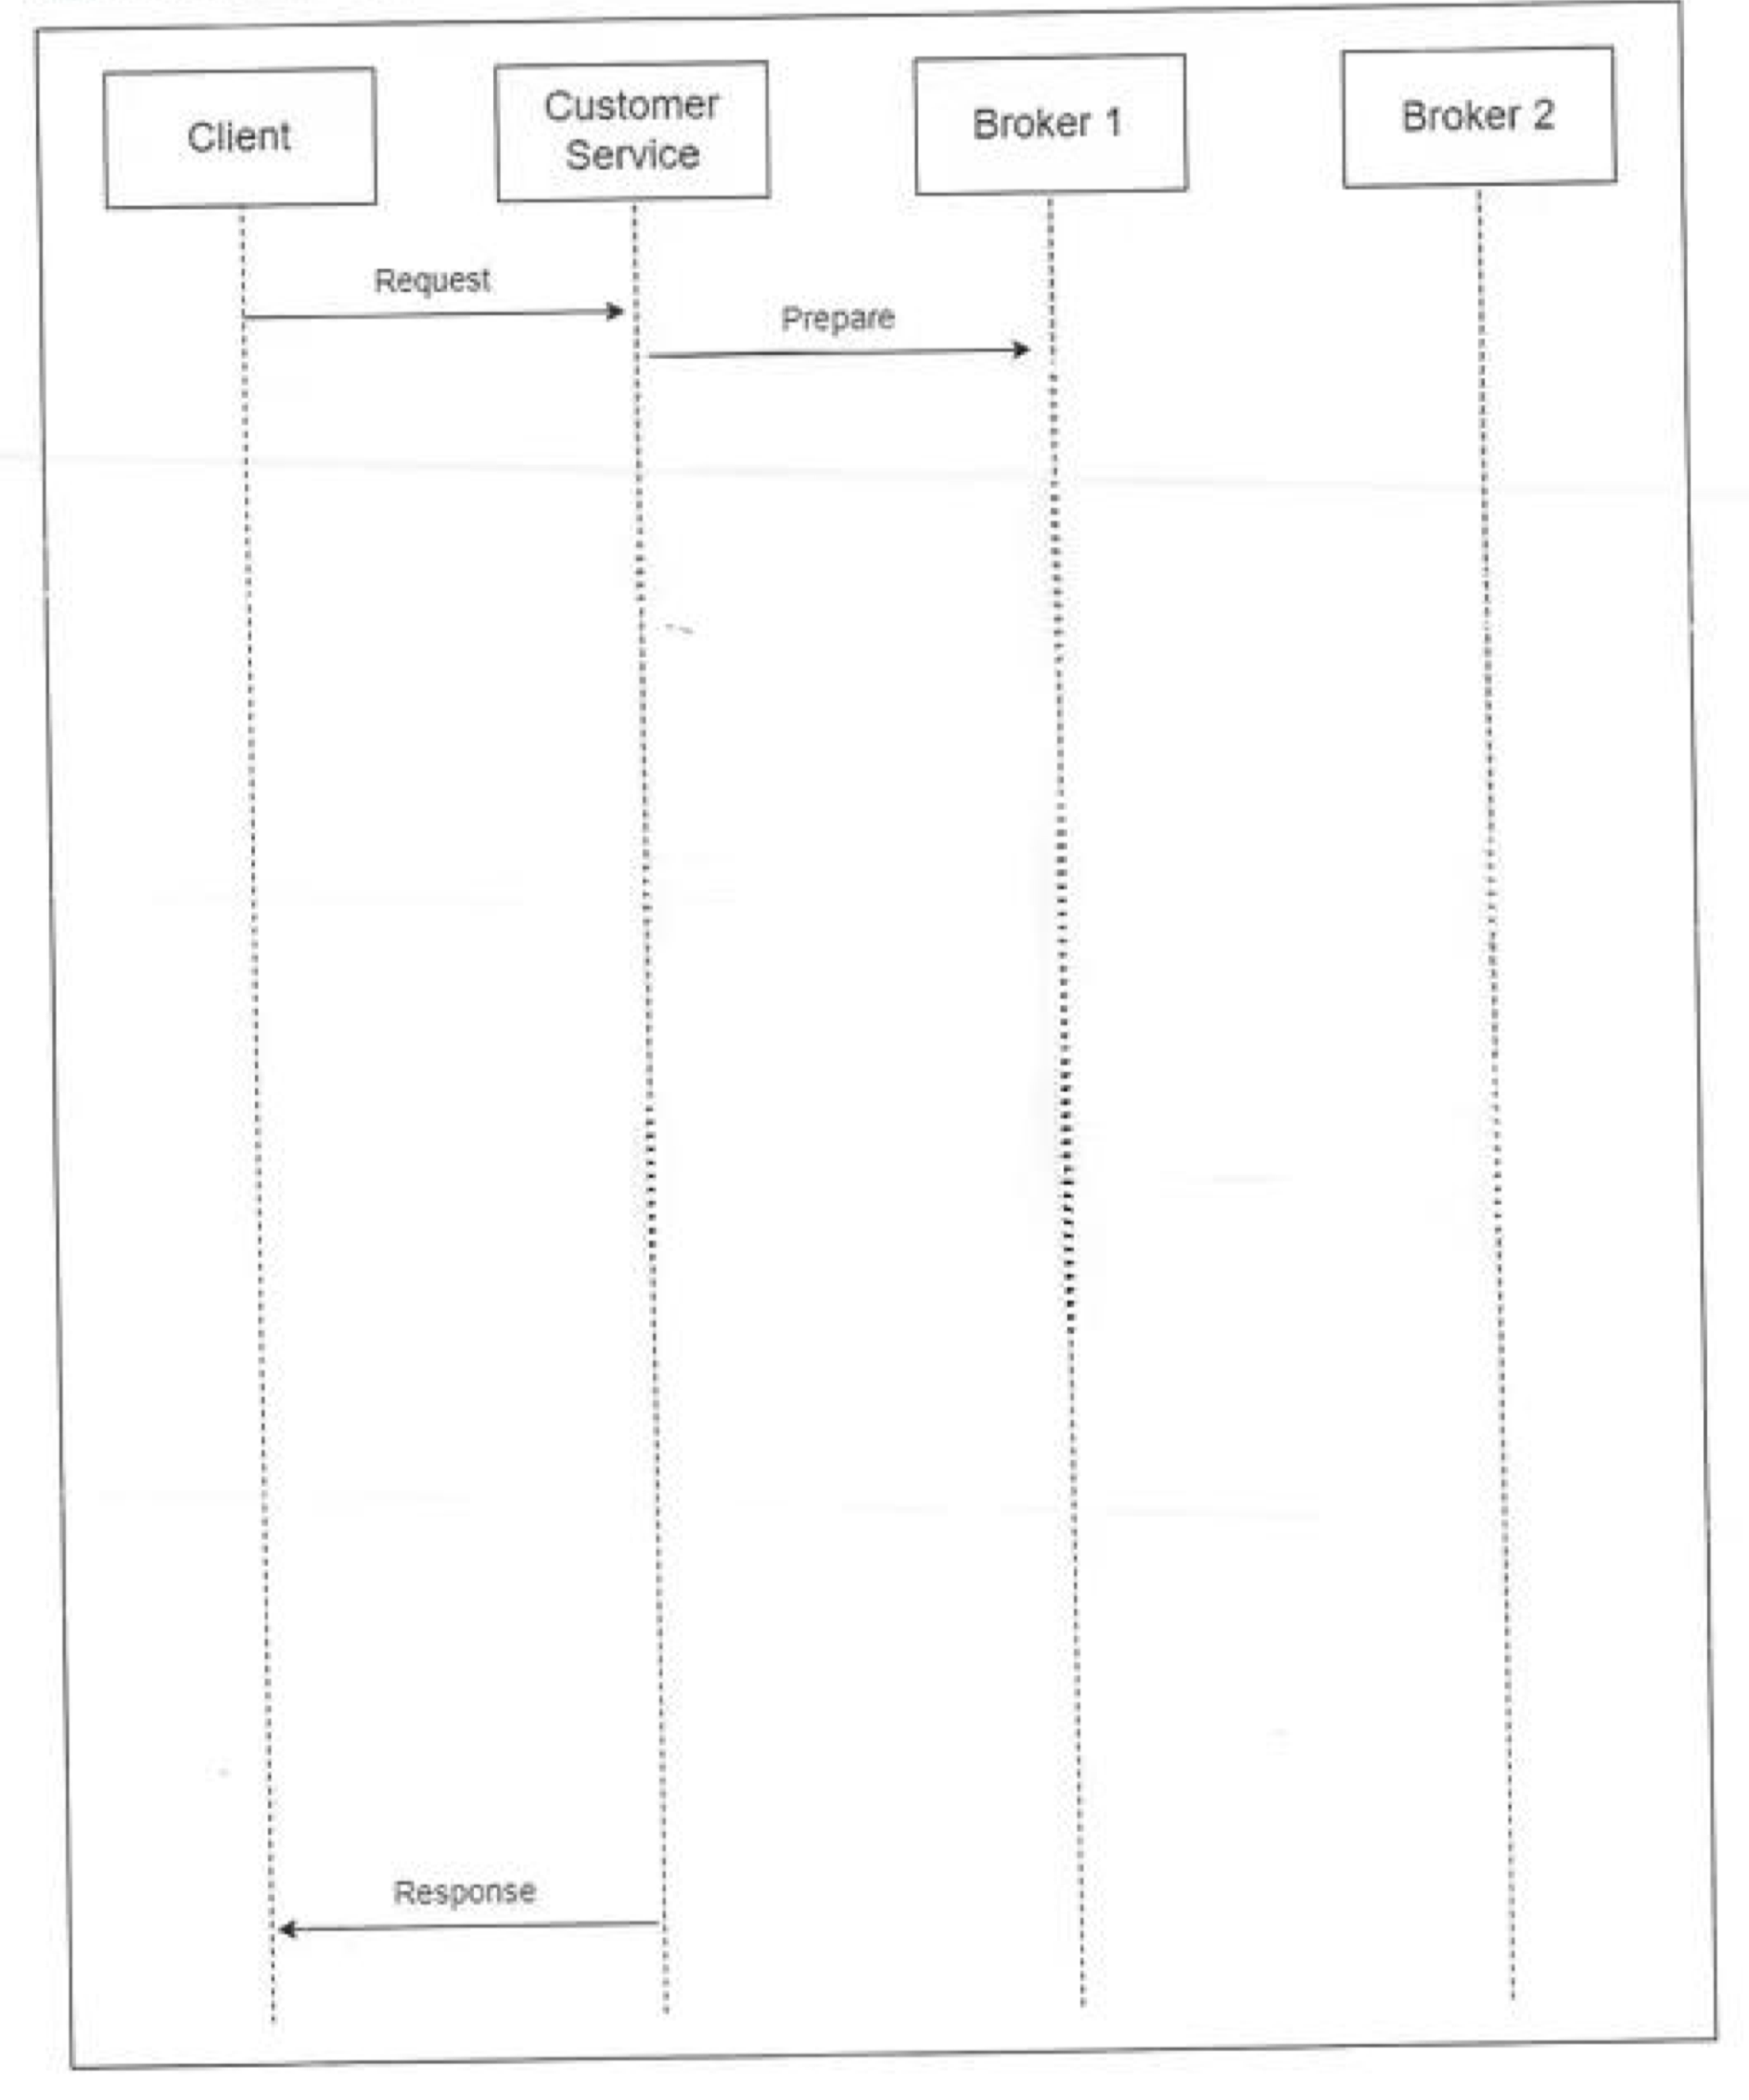 Client
Customer
Service
Broker 1
Broker 2
Request
Prepare
Response